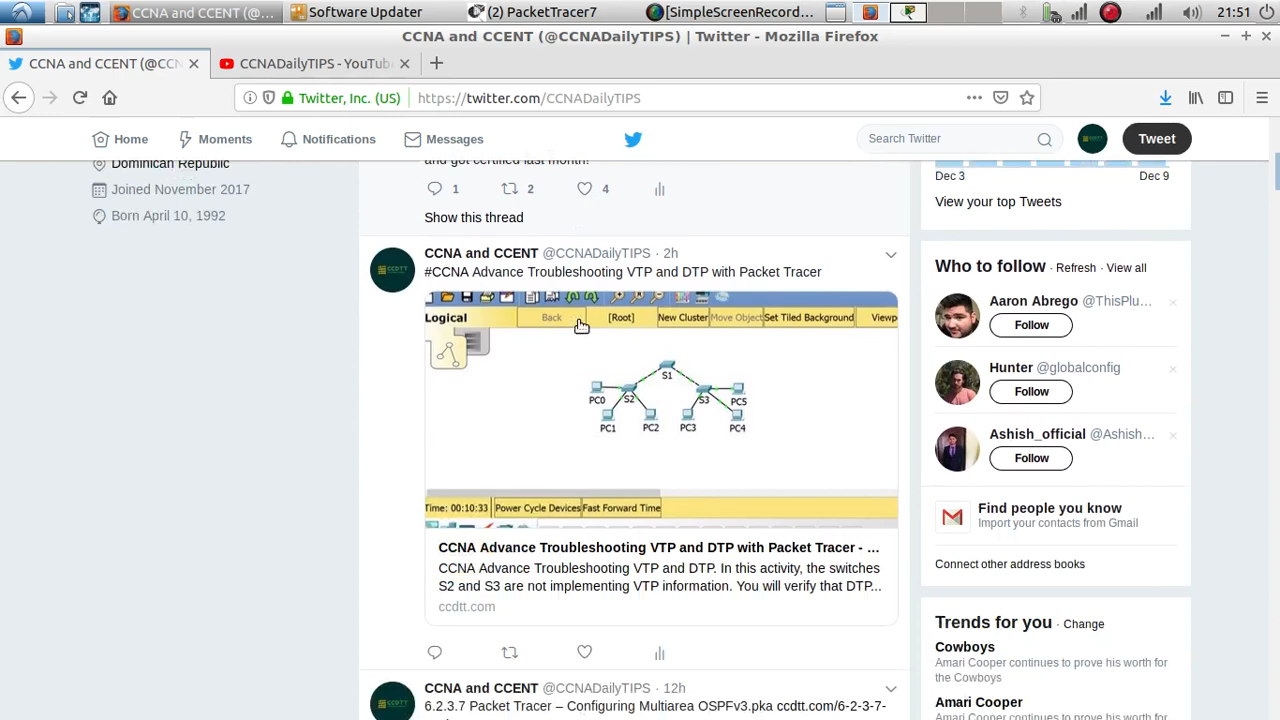 CCNA and CCENT (@...
Software Updater
(2) PacketTracer7
[SimpleScreenRecord...
21:51
CCNA and CCENT (@CCNADailyTIPS) | Twitter - Mozilla Firefox
CCNA and CCENT (@CCN
CCNADailyTIPS - YouTube
Twitter, Inc. (US)
https://twitter.com/CCNADailyTIPS
Home
Moments
Notifications
Messages
Search Twitter
Tweet
Dominican Republic
Joined November 2017
Born April 10, 1992
and got certified last month!
1
2
4
Show this thread
CCNA and CCENT @CCNADailyTIPS · 2h
#CCNA Advance Troubleshooting VTP and DTP with Packet Tracer
Logical
Back
[Root]
New Cluster
Move Object
Set Tiled Background
Viewp
S1
PC0
S2
S3
PC5
PC1
PC2
PC3
PC4
Time: 00:10:33
Power Cycle Devices
Fast Forward Time
CCNA Advance Troubleshooting VTP and DTP with Packet Tracer - ...
CCNA Advance Troubleshooting VTP and DTP. In this activity, the switches
S2 and S3 are not implementing VTP information. You will verify that DTP...
ccdtt.com
CCNA and CCENT @CCNADailyTIPS · 12h
6.2.3.7 Packet Tracer – Configuring Multiarea OSPFv3.pka ccdtt.com/6-2-3-7-
Dec 3
Dec 9
View your top Tweets
Who to follow · Refresh · View all
Aaron Abrego @ThisPlu...
Follow
Hunter @globalconfig
Follow
Ashish_official @Ashish...
Follow
Find people you know
Import your contacts from Gmail
Connect other address books
Trends for you · Change
Cowboys
Amari Cooper continues to prove his worth for
the Cowboys
Amari Cooper
Amari Cooper continues to prove his worth for